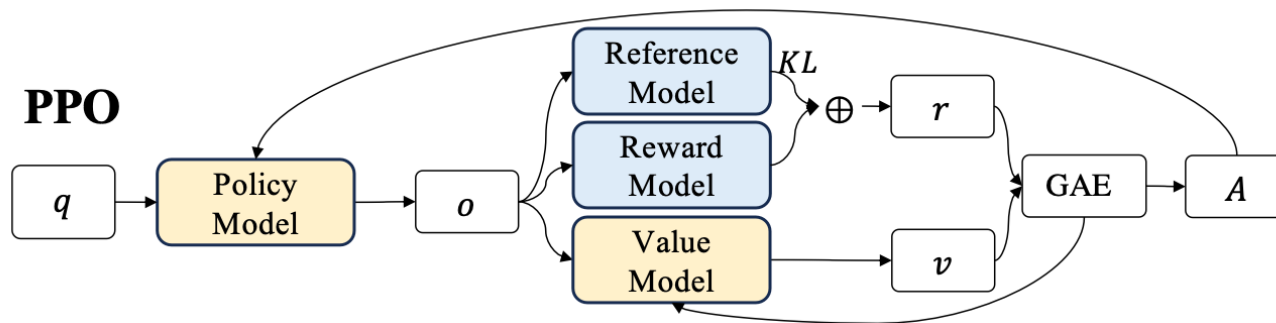 PPO
q
Policy
Model
o
Reference
Model
KL
Reward
Model
Value
Model
⊕
r
v
GAE
A